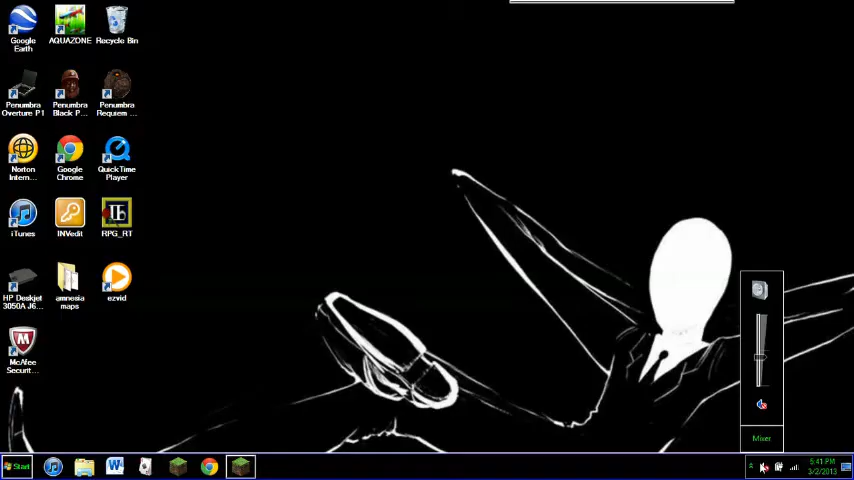 Google
Earth
AQUAZONE
Recycle Bin
Penumbra
Overture P1
Penumbra
Black P...
Penumbra
Requiem ...
Norton
Intern...
Google
Chrome
QuickTime
Player
iTunes
INVedit
RPG_RT
HP Deskjet
3050A J6...
amnesia
maps
ezvid
McAfee
Securit...
Mixer
Start
5:41 PM
3/2/2013